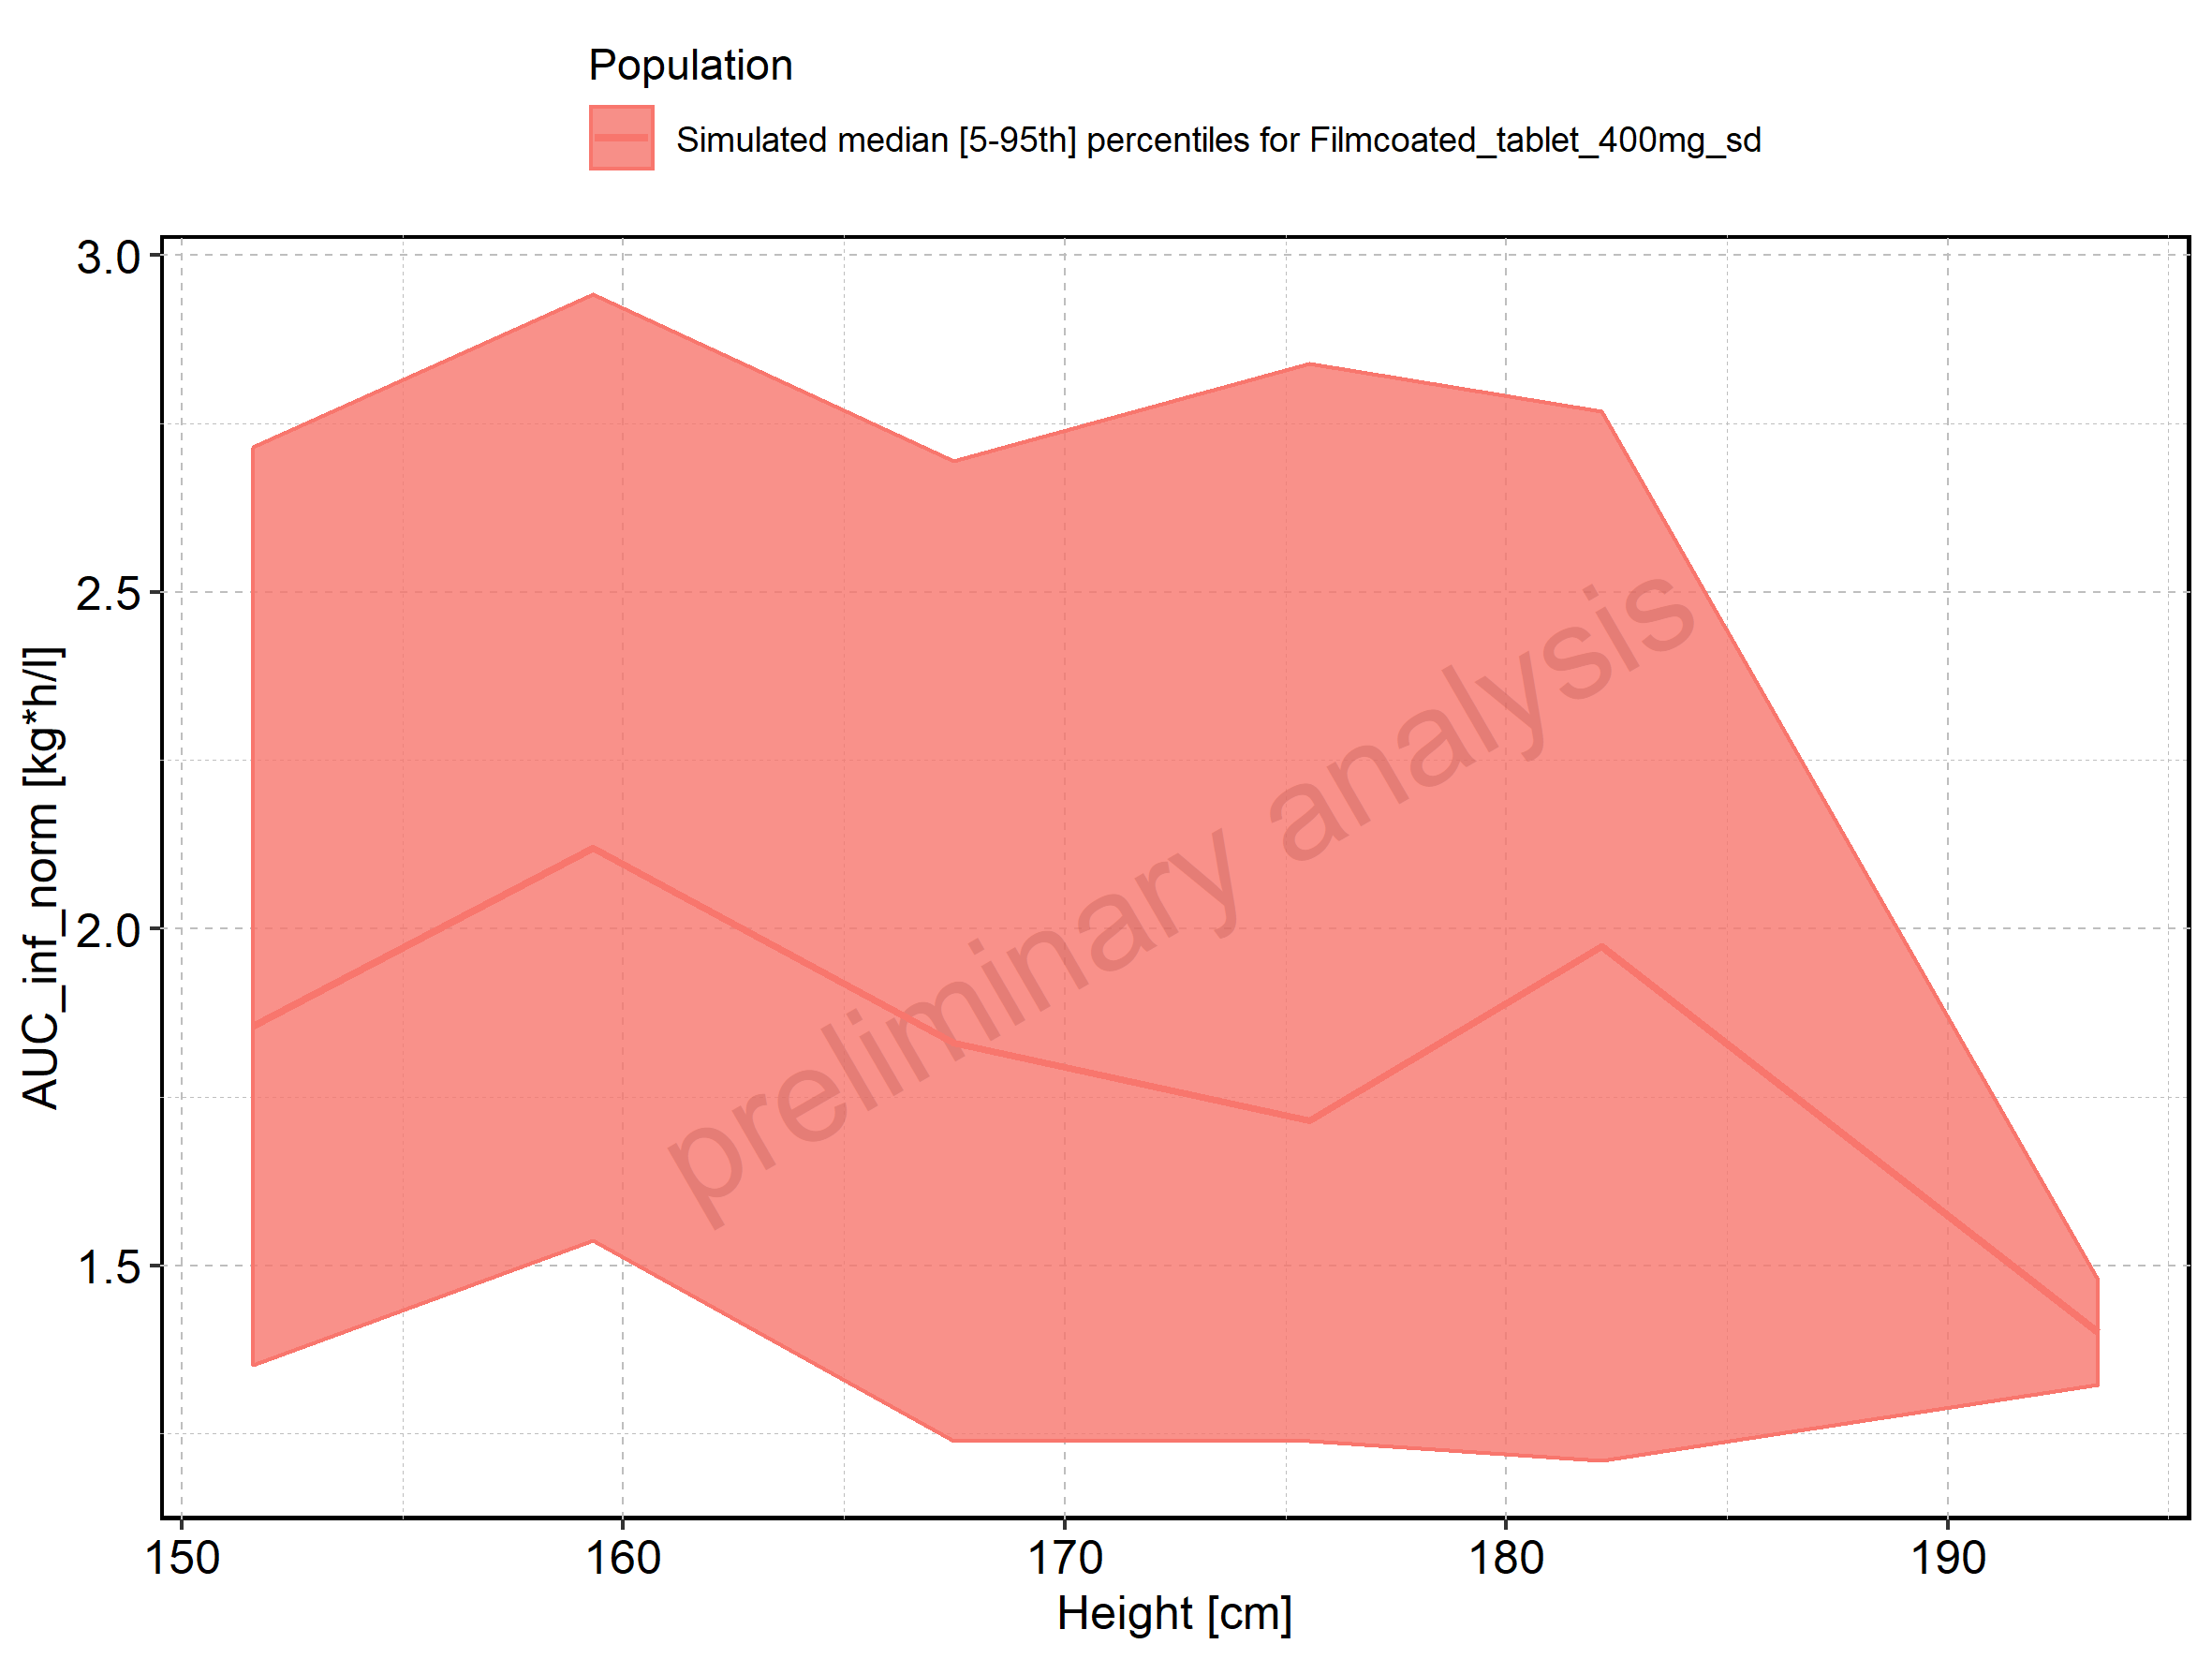 Population
Simulated median [5-95th] percentiles for Filmcoated_tablet_400mg_sd
3.0
2.5
2.0
1.5
AUC_inf_norm [kg*h/l]
preliminary analysis
150 160 170 180 190
Height [cm]